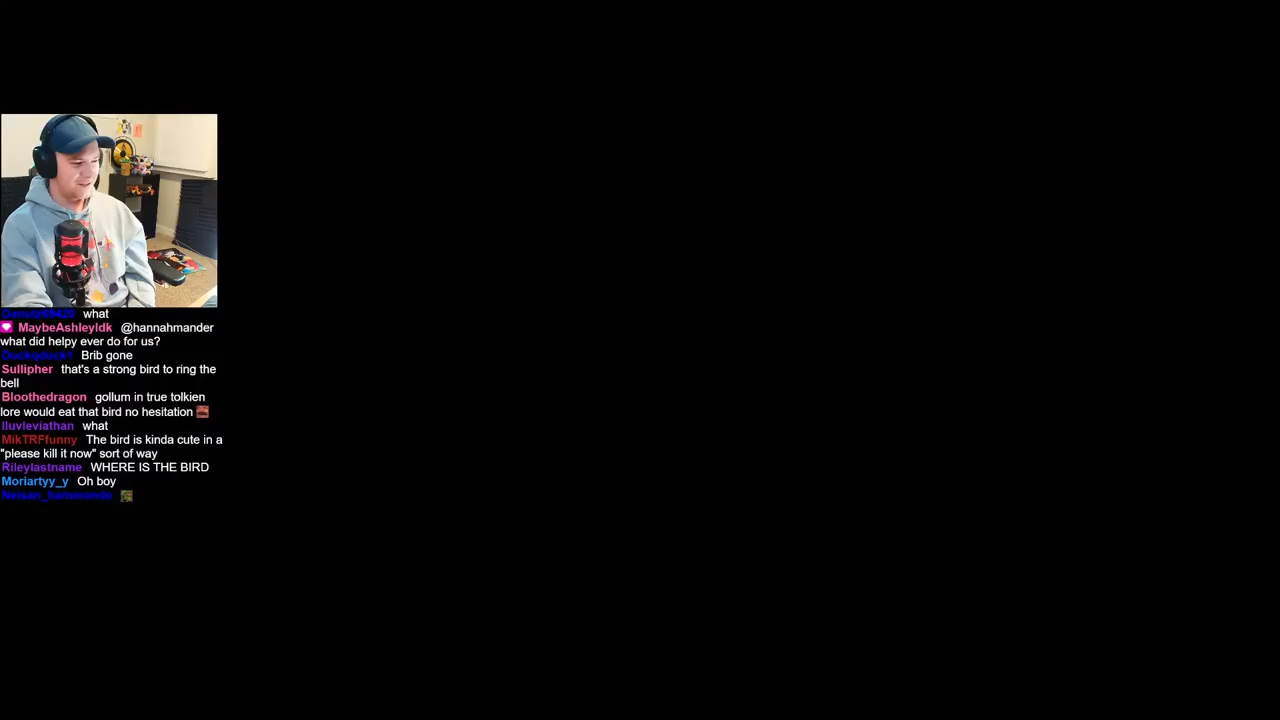 what
MaybeAshleyIdk @hannahmander
what did helpy ever do for us?
Brib gone
Sullipher that's a strong bird to ring the
bell
Bloothedragon gollum in true tolkien
lore would eat that bird no hesitation
lluvleviathan what
MikTRFfunny The bird is kinda cute in a
"please kill it now" sort of way
Rileylastname WHERE IS THE BIRD
Moriartyy_y Oh boy